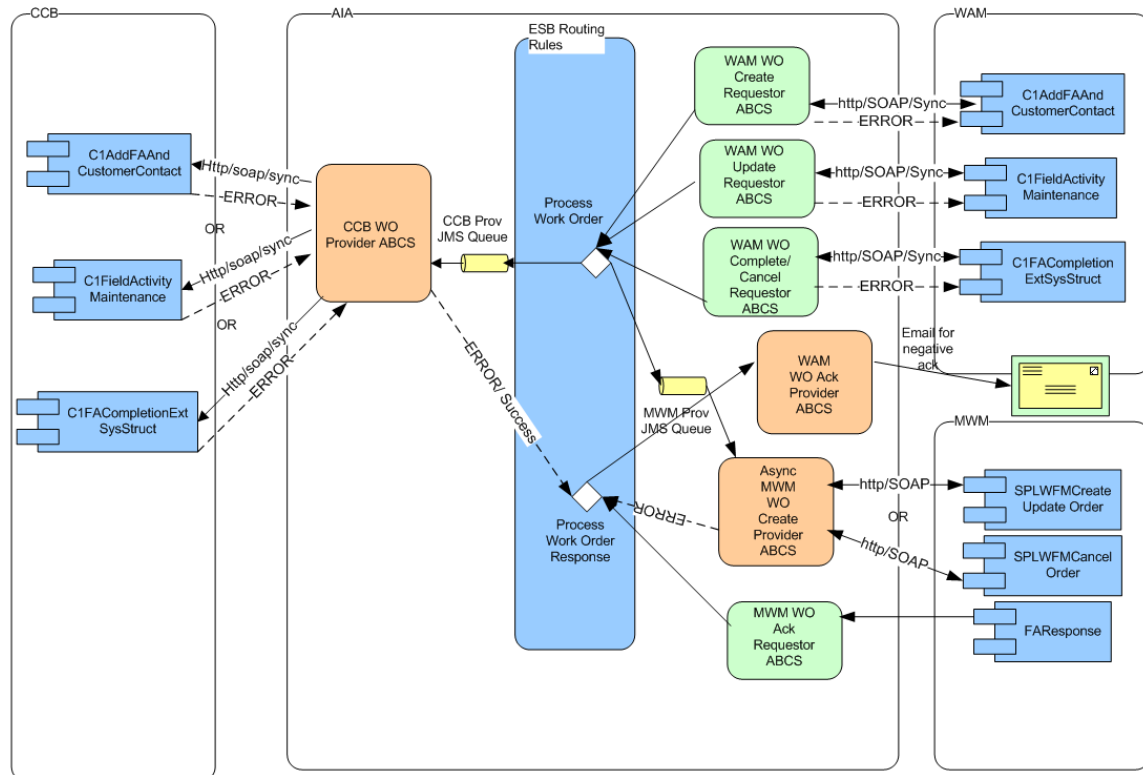 CCB
AIA
WAM
ESB Routing
Rules
WAM WO
Create
Requestor
ABCS
http/SOAP/Sync
ERROR
C1AddFAAnd
CustomerContact
C1AddFAAnd
CustomerContact
Http/soap/sync
ERROR
OR
WAM WO
Update
Requestor
ABCS
http/SOAP/Sync
ERROR
C1FieldActivity
Maintenance
CCB WO
Provider ABCS
CCB Prov
JMS Queue
Process
Work Order
Http/soap/sync
ERROR
OR
C1FieldActivity
Maintenance
WAM WO
Complete/
Cancel
Requestor
ABCS
http/SOAP/Sync
ERROR
C1FACompletion
ExtSysStruct
Http/soap/sync
ERROR
C1FACompletionExt
SysStruct
ERROR/Success
MWM Prov
JMS Queue
WAM
WO Ack
Provider
ABCS
Email for
negative
ack
MWM
Async
MWM
WO
Create
Provider
ABCS
ERROR
http/SOAP
OR
http/SOAP
SPLWFMCreate
Update Order
SPLWFMCancel
Order
Process
Work Order
Response
MWM WO
Ack
Requestor
ABCS
FAResponse